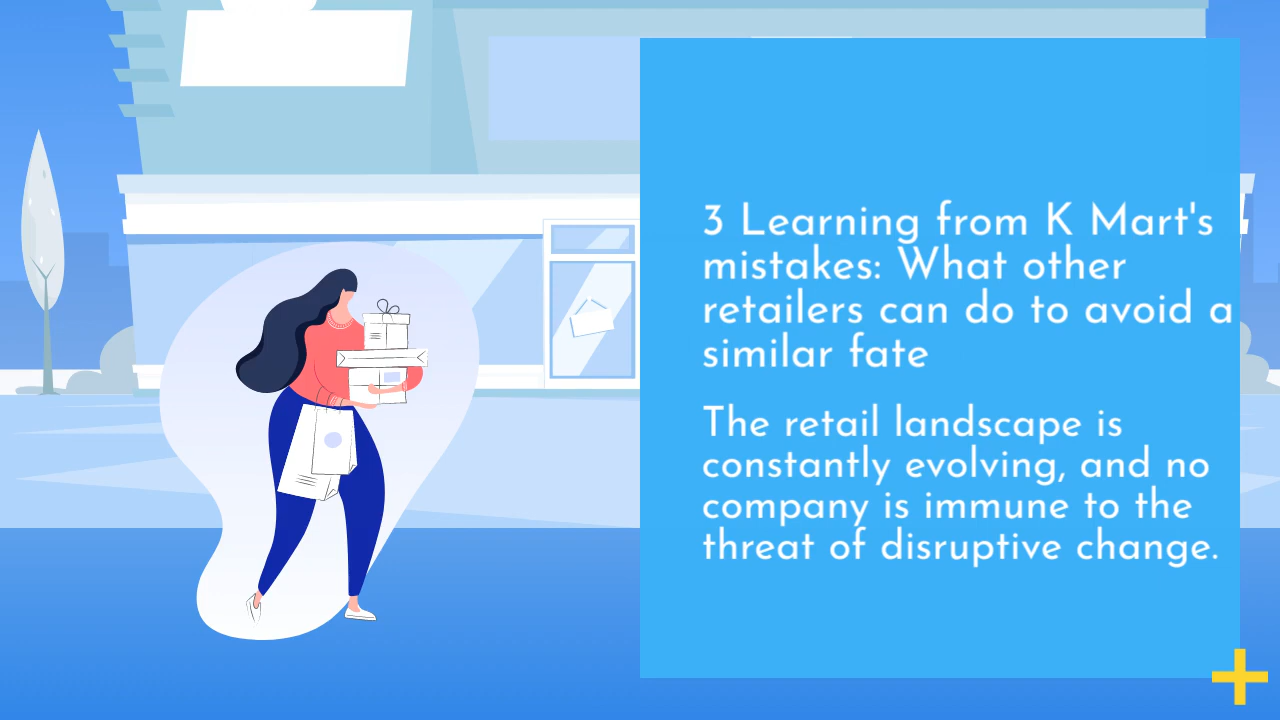 3 Learning from K Mart's
mistakes: What other
retailers can do to avoid a
similar fate
The retail landscape is
constantly evolving, and no
company is immune to the
threat of disruptive change.